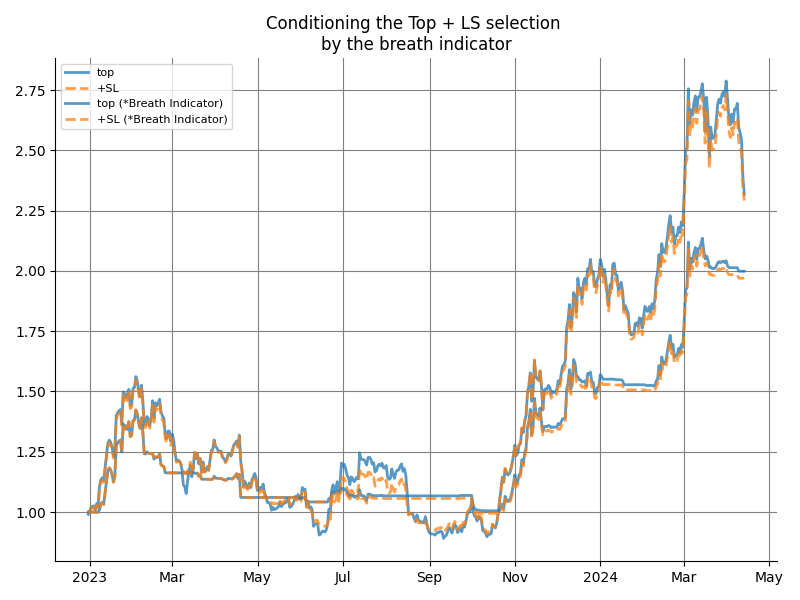 Conditioning the Top + LS selection
by the breath indicator
top
+SL
top (*Breath Indicator)
+SL (*Breath Indicator)
2.75
2.50
2.25
2.00
1.75
1.50
1.25
1.00
2023 Mar May Jul Sep Nov 2024 Mar May